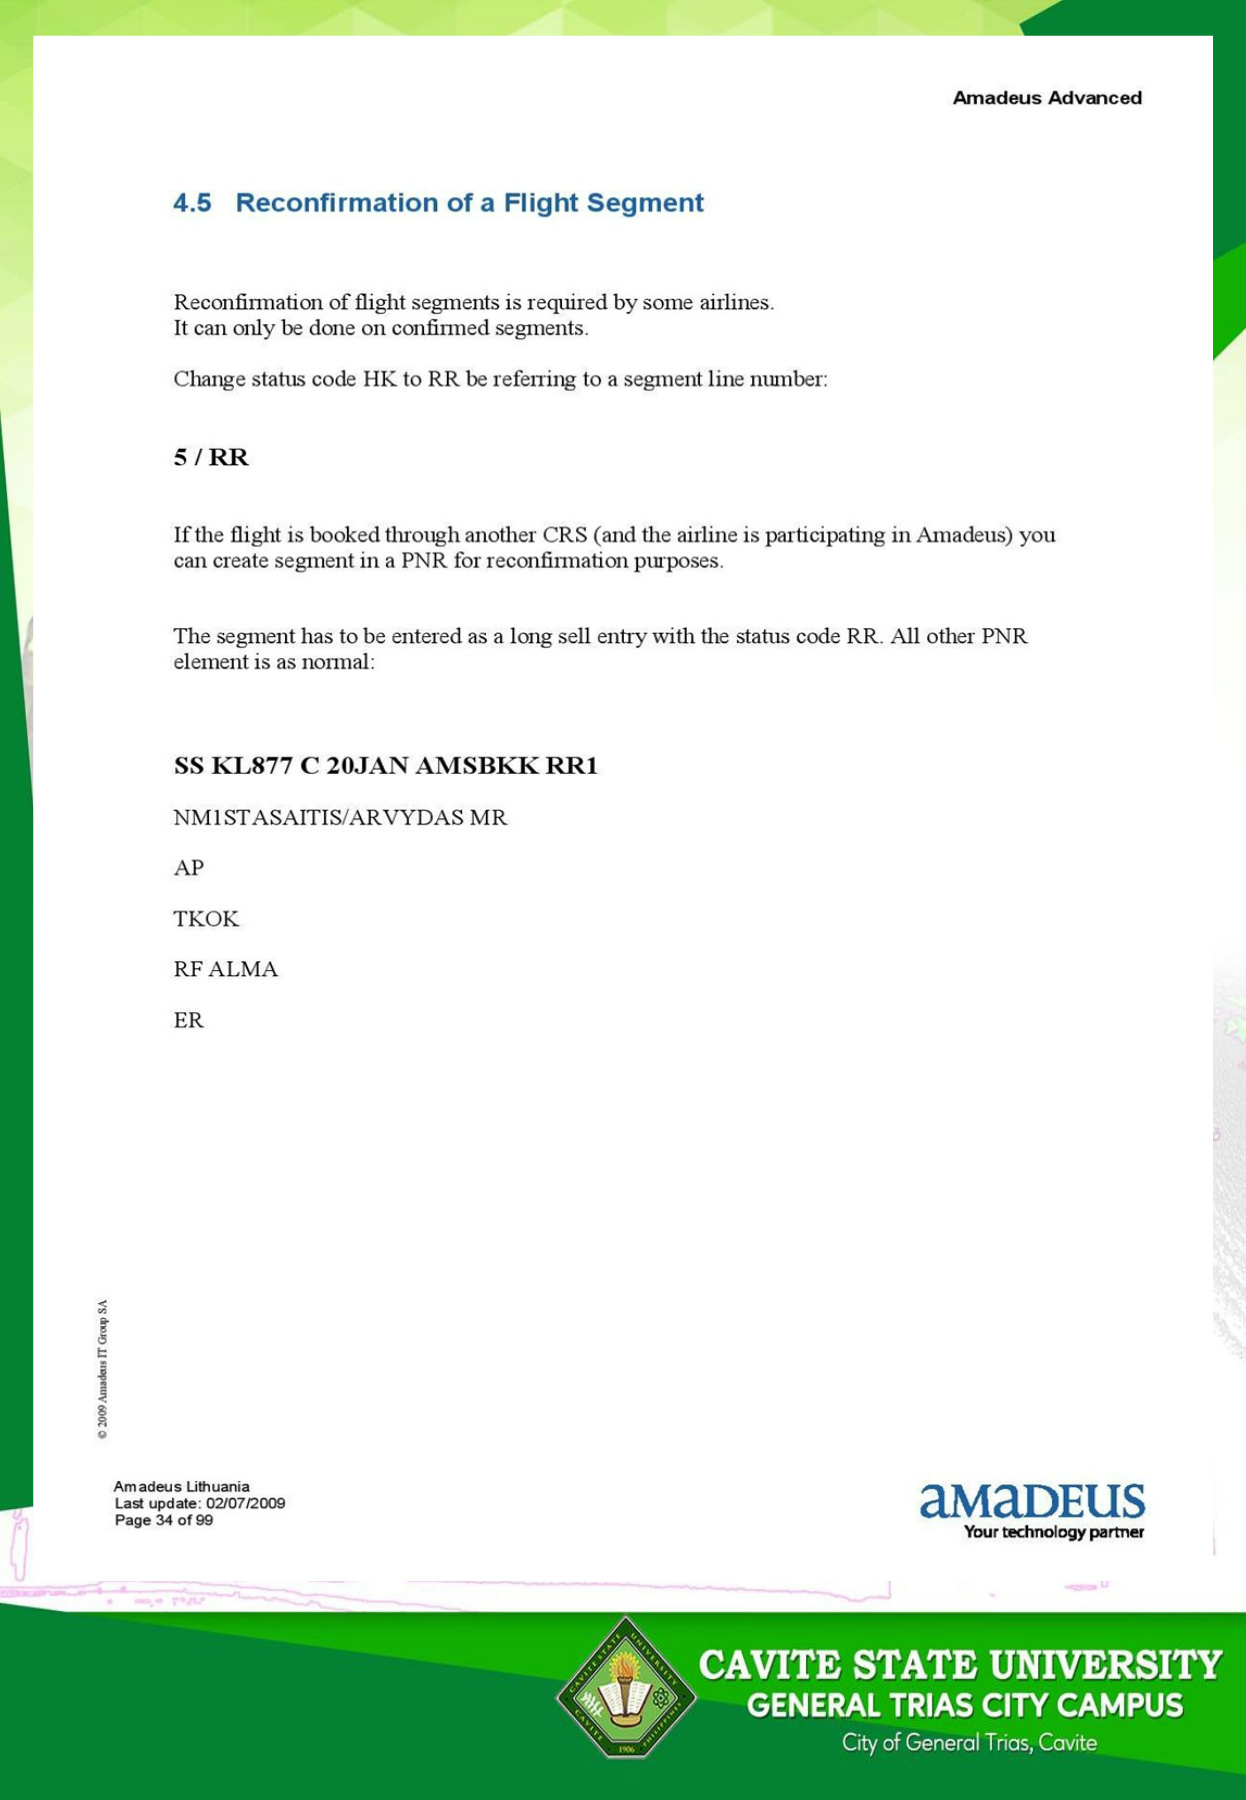 Amadeus Advanced
4.5 Reconfirmation of a Flight Segment
Reconfirmation of flight segments is required by some airlines.
It can only be done on confirmed segments.
Change status code HK to RR be referring to a segment line number:
5 / RR
If the flight is booked through another CRS (and the airline is participating in Amadeus) you
can create segment in a PNR for reconfirmation purposes.
The segment has to be entered as a long sell entry with the status code RR. All other PNR
element is as normal:
SS KL877 C 20JAN AMSBKK RR1
NM1STASAITIS/ARVYDAS MR
AP
TKOK
RF ALMA
ER
© 2009 Amadeus IT Group SA
Amadeus Lithuania
Last update: 02/07/2009
Page 34 of 99
aMaDEUS
Your technology partner
CAVITE STATE UNIVERSITY
CAVITE
PHILIPPINES
1906
CAVITE STATE UNIVERSITY
GENERAL TRIAS CITY CAMPUS
City of General Trias, Cavite